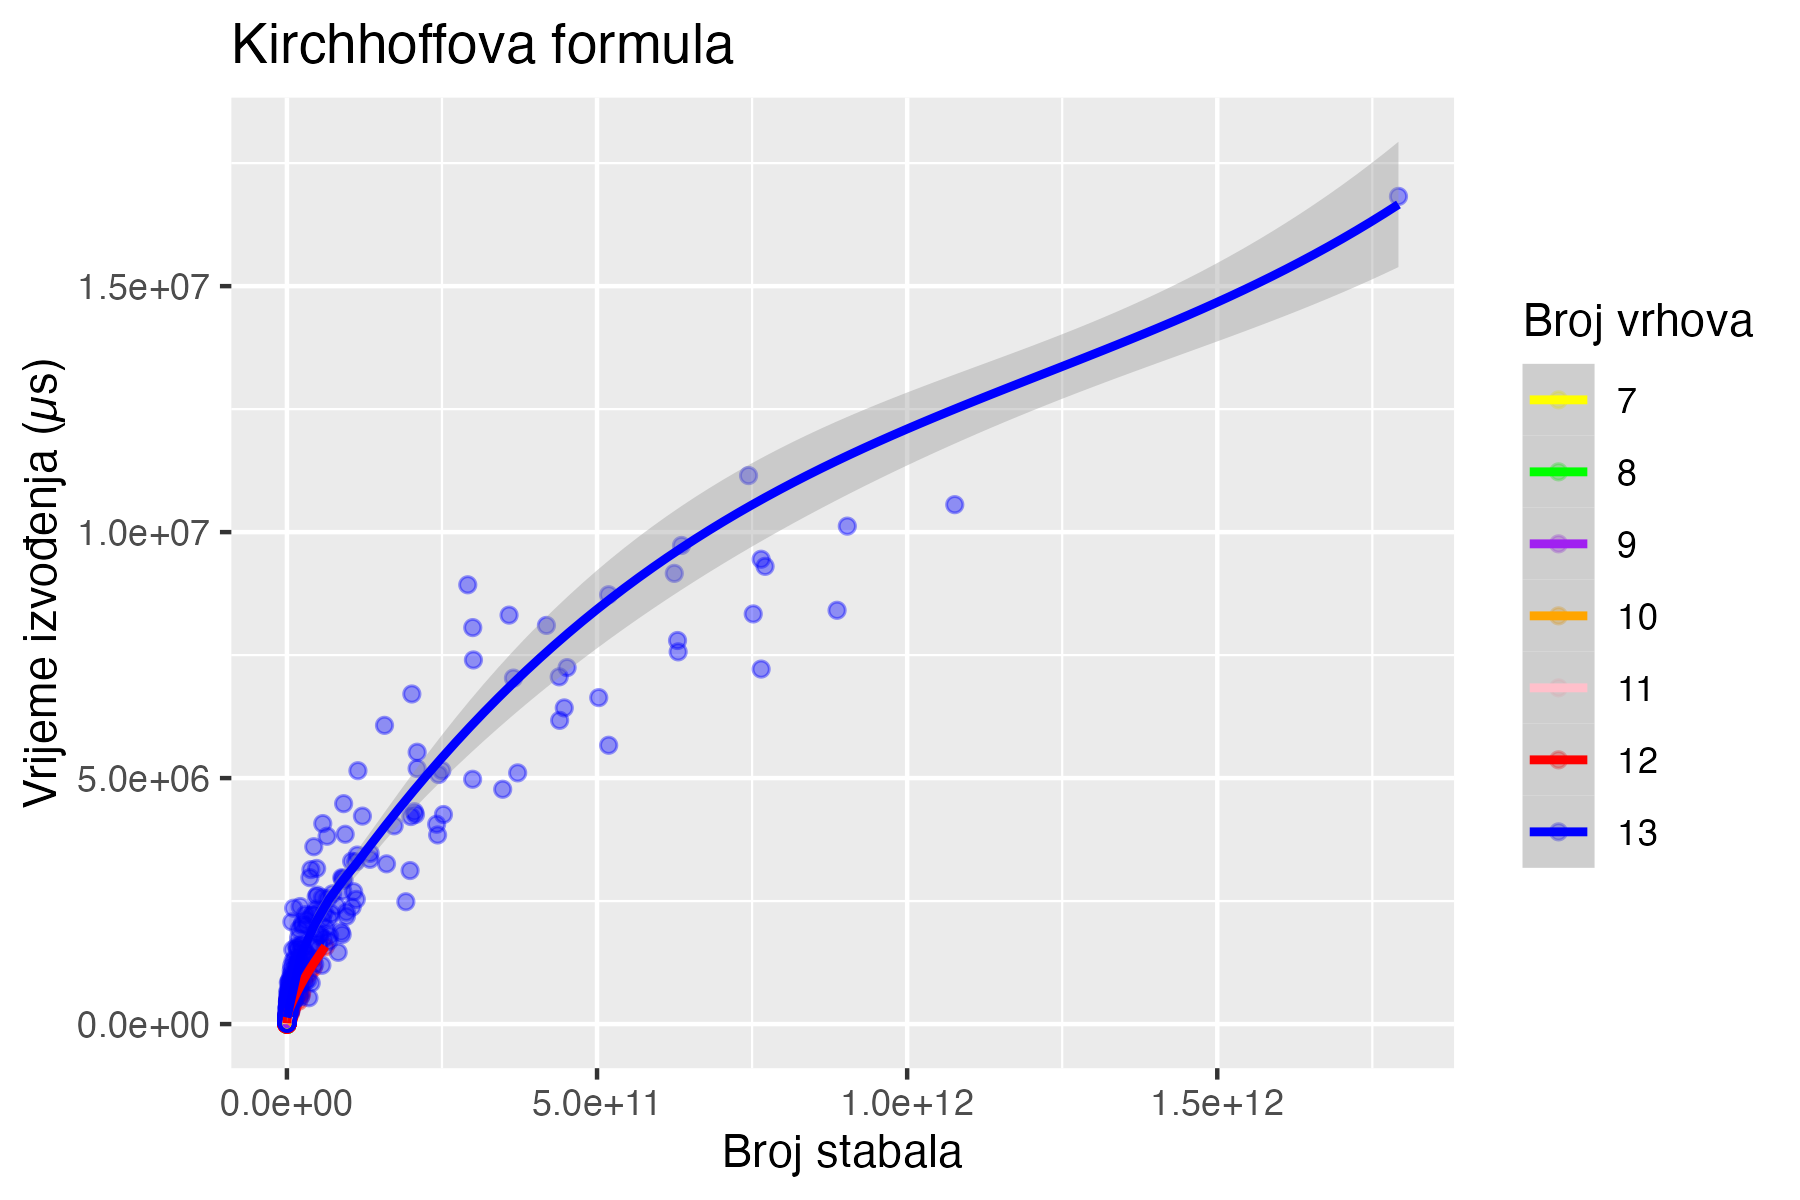 Kirchhoffova formula
Vrijeme izvođenja (µs)
1.5e+07
1.0e+07
5.0e+06
0.0e+00
0.0e+00
5.0e+11
1.0e+12
1.5e+12
Broj stabala
Broj vrhova
7
8
9
10
11
12
13